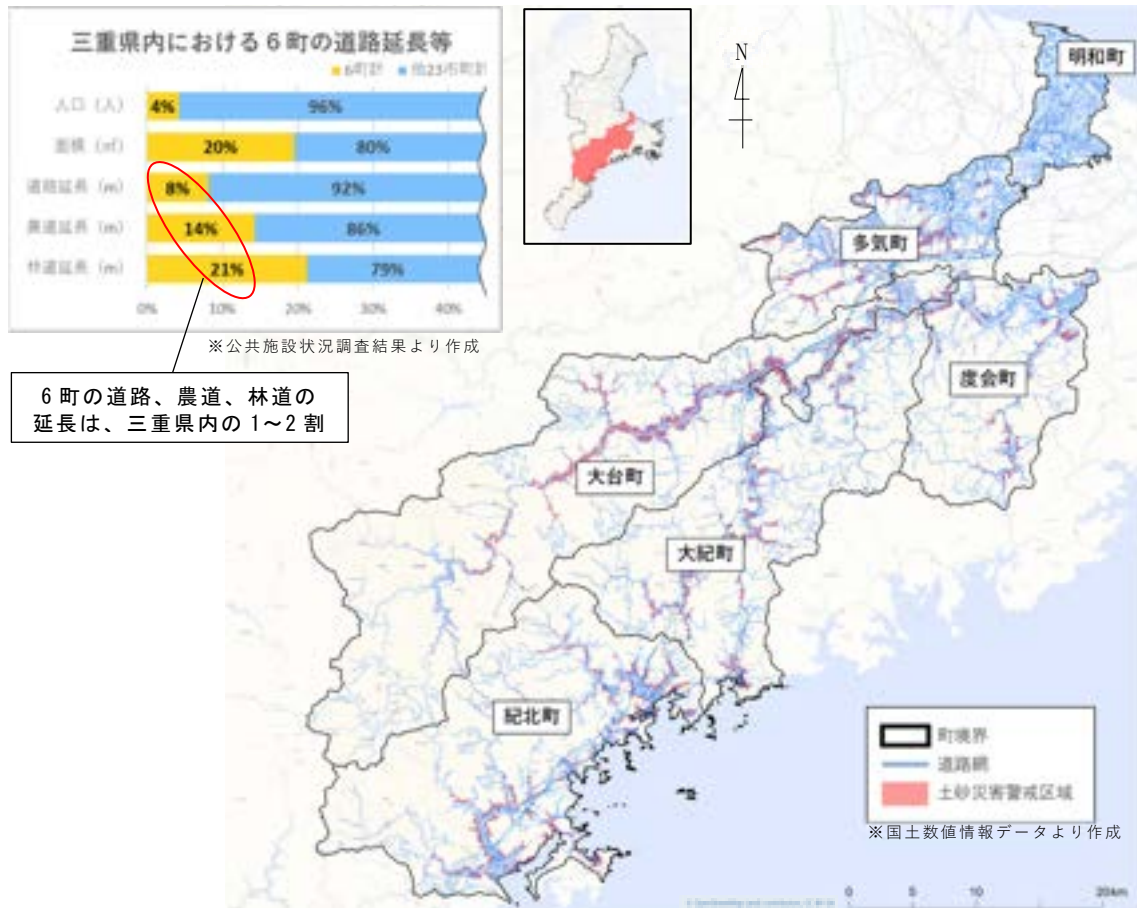 三重県内における6町の道路延長等
6町計 他23市町計
人口（人） 4% 96%
面積（㎡） 20% 80%
道路延長（m） 8% 92%
農道延長（m） 14% 86%
林道延長（m） 21% 79%
0% 10% 20% 30% 40%
※公共施設状況調査結果より作成
6町の道路、農道、林道の
延長は、三重県内の1～2割
N
明和町
多気町
度会町
大台町
大紀町
紀北町
町境界
道路網
土砂災害警戒区域
※国土数値情報データより作成
0 5 10 20km